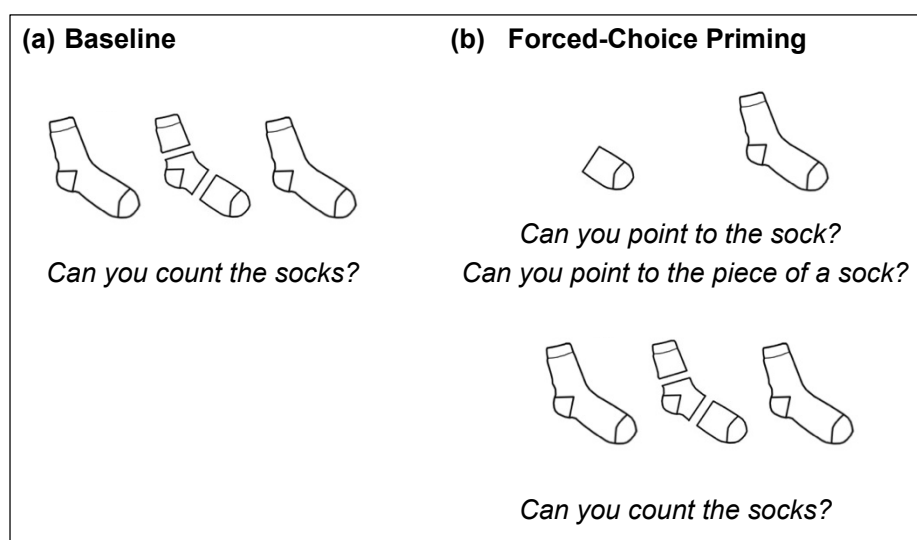 (a) Baseline
Can you count the socks?
(b) Forced-Choice Priming
Can you point to the sock?
Can you point to the piece of a sock?
Can you count the socks?